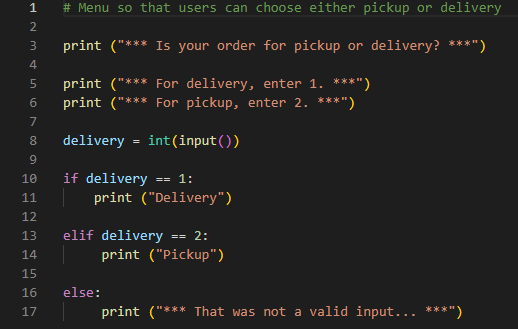 1 # Menu so that users can choose either pickup or delivery
2
3 print ("*** Is your order for pickup or delivery? ***")
4
5 print ("*** For delivery, enter 1. ***")
6 print ("*** For pickup, enter 2. ***")
7
8 delivery = int(input())
9
10 if delivery == 1:
11     print ("Delivery")
12
13 elif delivery == 2:
14      print ("Pickup")
15
16 else:
17      print ("*** That was not a valid input... ***")